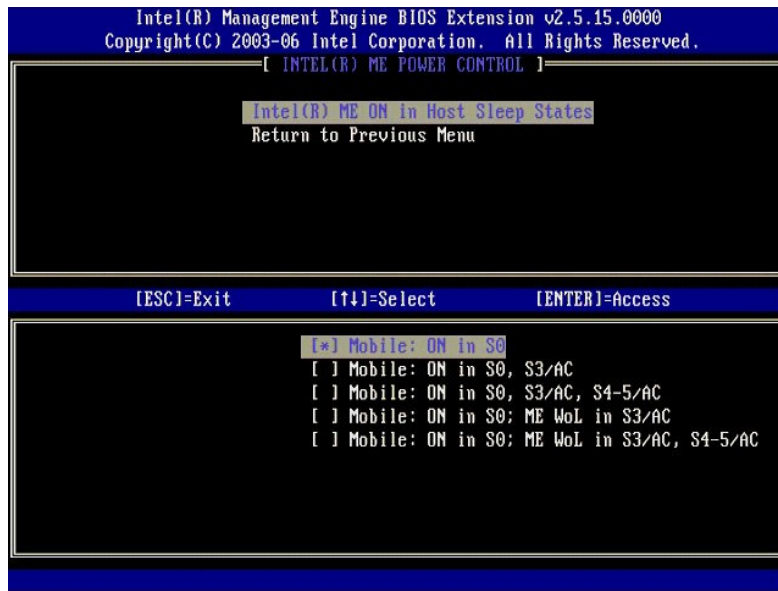 Intel(R) Management Engine BIOS Extension v2.5.15.0000
Copyright(C) 2003-06 Intel Corporation. All Rights Reserved.
[ INTEL(R) ME POWER CONTROL ]
Intel(R) ME ON in Host Sleep States
Return to Previous Menu
[ESC]=Exit [↑↓]=Select [ENTER]=Access
[*] Mobile: ON in S0
[ ] Mobile: ON in S0, S3/AC
[ ] Mobile: ON in S0, S3/AC, S4-5/AC
[ ] Mobile: ON in S0; ME WoL in S3/AC
[ ] Mobile: ON in S0; ME WoL in S3/AC, S4-5/AC